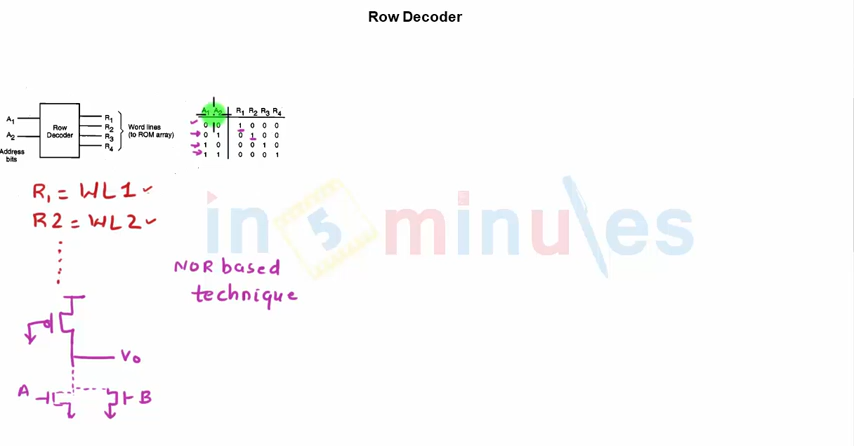 Row Decoder
A1
A2
Address
bits
Row
Decoder
R1
R2
R3
R4
Word lines
(to ROM array)
A1 R1 R2 R3 R4
0 0 1 0 0 0
0 1 0 1 0 0
1 0 0 0 1 0
1 1 0 0 0 1
R1 = WL1 ✓
R2 = WL2 ✓
in 5 minutes
NOR based
technique
Vo
A
B